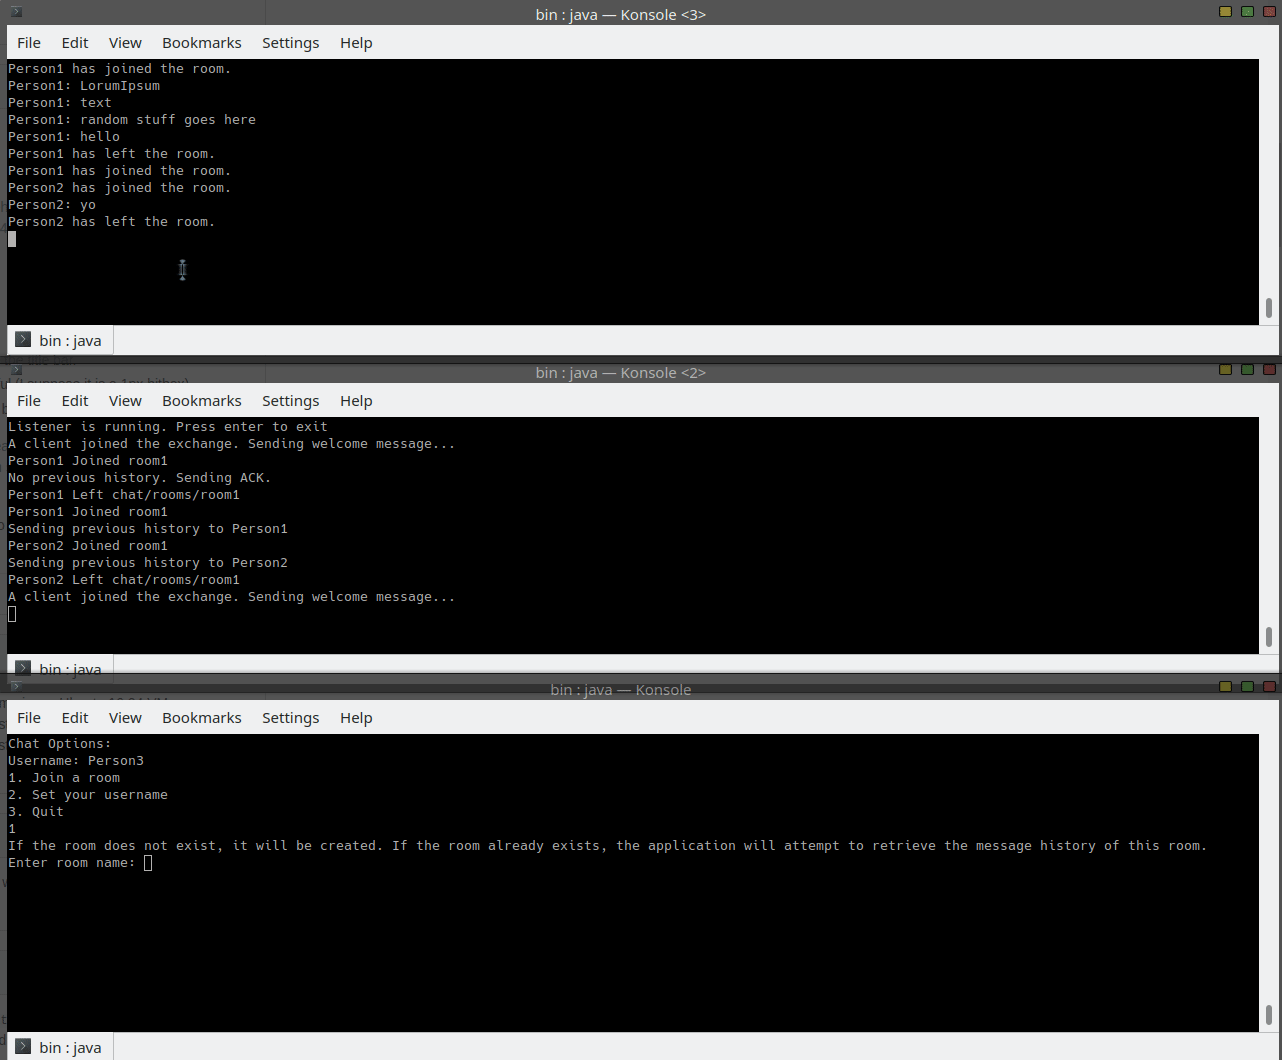 bin : java — Konsole <3>
File Edit View Bookmarks Settings Help
Person1 has joined the room.
Person1: LorumIpsum
Person1: text
Person1: random stuff goes here
Person1: hello
Person1 has left the room.
Person1 has joined the room.
Person2 has joined the room.
Person2: yo
Person2 has left the room.
bin : java
bin : java — Konsole <2>
File Edit View Bookmarks Settings Help
Listener is running. Press enter to exit
A client joined the exchange. Sending welcome message...
Person1 Joined room1
No previous history. Sending ACK.
Person1 Left chat/rooms/room1
Person1 Joined room1
Sending previous history to Person1
Person2 Joined room1
Sending previous history to Person2
Person2 Left chat/rooms/room1
A client joined the exchange. Sending welcome message...
bin : java
bin : java — Konsole
File Edit View Bookmarks Settings Help
Chat Options:
Username: Person3
1. Join a room
2. Set your username
3. Quit
1
If the room does not exist, it will be created. If the room already exists, the application will attempt to retrieve the message history of this room.
Enter room name:
bin : java